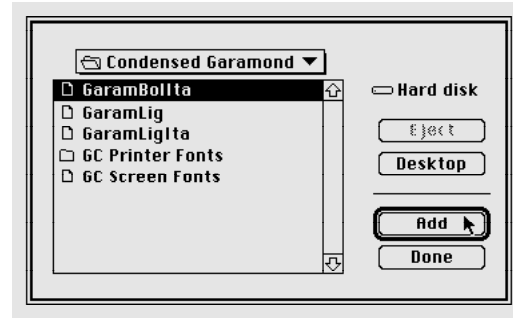 Condensed Garamond
GaramBolIta
GaramLig
GaramLigIta
GC Printer Fonts
GC Screen Fonts
Hard disk
Eject
Desktop
Add
Done